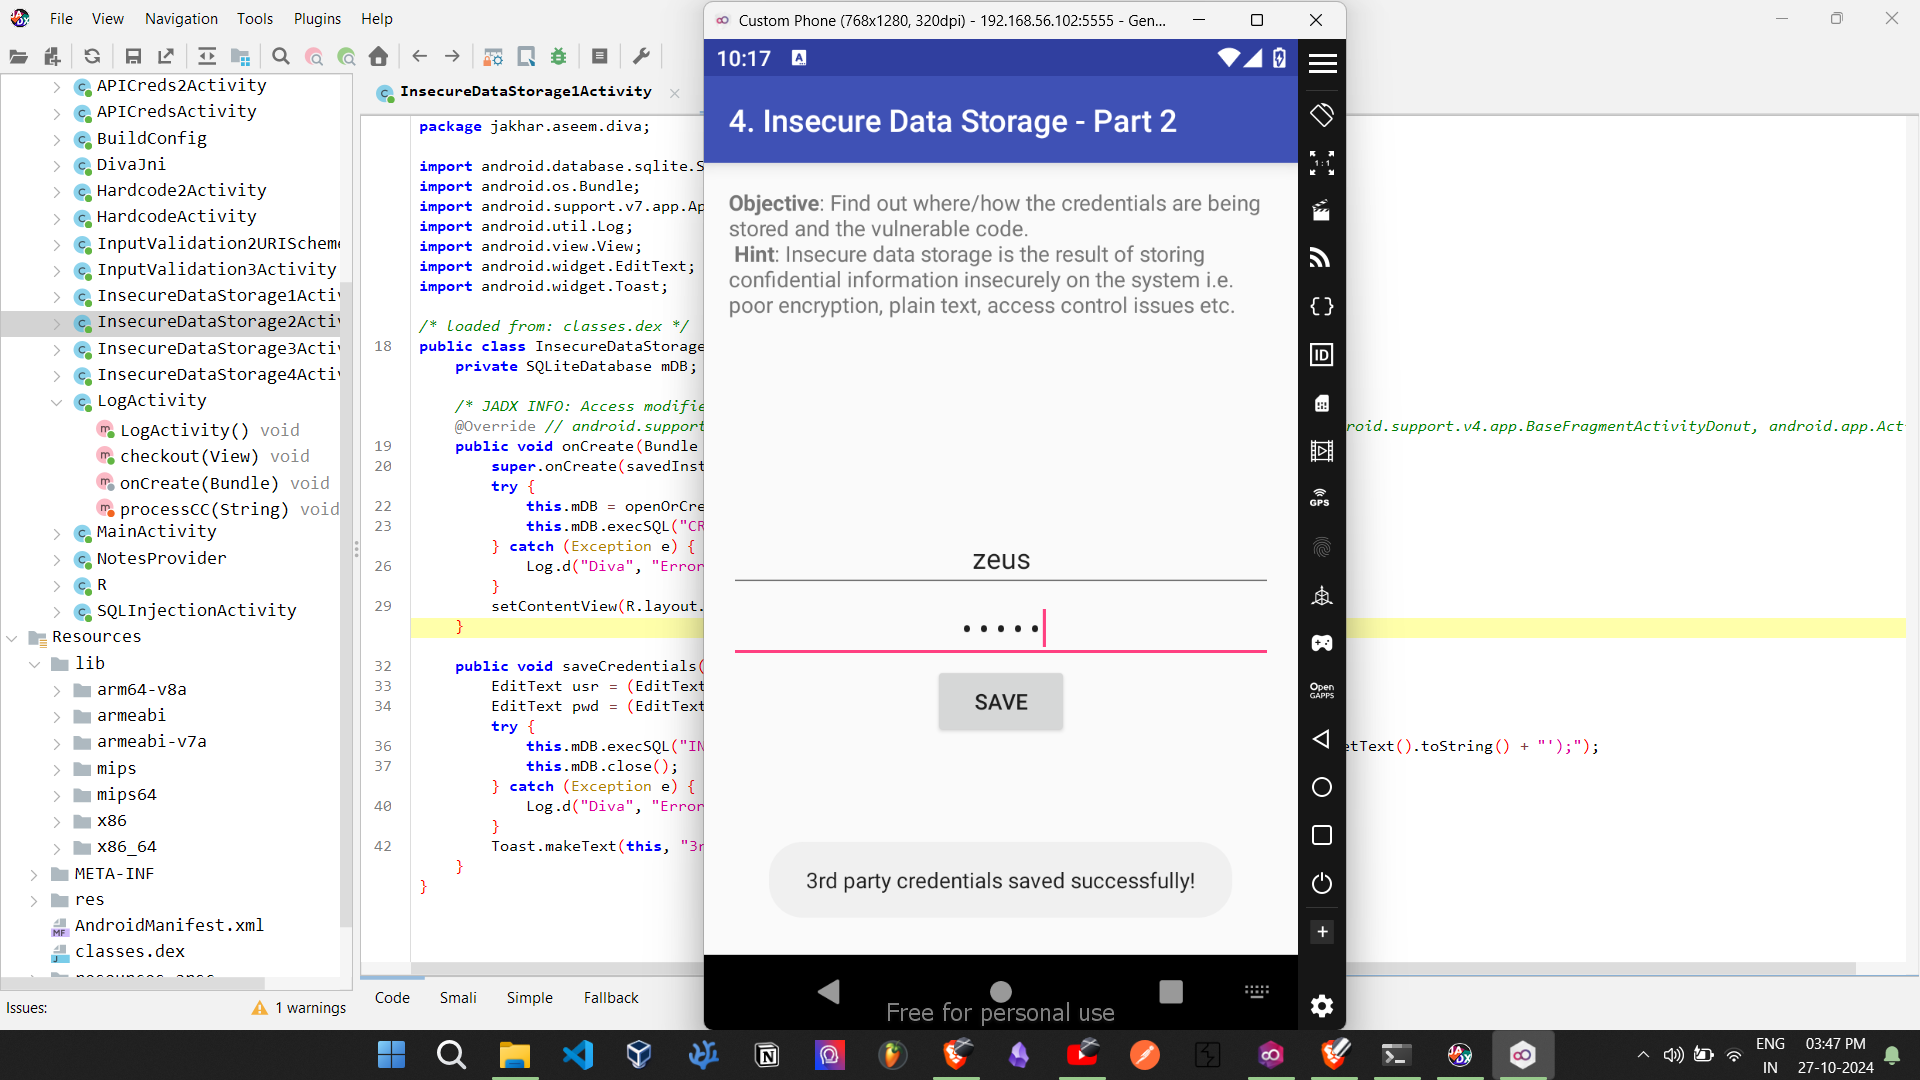 File View Navigation Tools Plugins Help
APICreds2Activity
APICredsActivity
BuildConfig
DivaJni
Hardcode2Activity
HardcodeActivity
InputValidation2URIScheme
InputValidation3Activity
InsecureDataStorage1Acti
InsecureDataStorage2Acti
InsecureDataStorage3Acti
InsecureDataStorage4Acti
LogActivity
LogActivity() void
checkout(View) void
onCreate(Bundle) void
processCC(String) void
MainActivity
NotesProvider
R
SQLInjectionActivity
Resources
lib
arm64-v8a
armeabi
armeabi-v7a
mips
mips64
x86
x86_64
META-INF
res
AndroidManifest.xml
classes.dex
Issues: 1 warnings
InsecureDataStorage1Activity
package jakhar.aseem.diva;
import android.database.sqlite.S
import android.os.Bundle;
import android.support.v7.app.Ap
import android.util.Log;
import android.view.View;
import android.widget.EditText;
import android.widget.Toast;
/* loaded from: classes.dex */
18 public class InsecureDataStorage
private SQLiteDatabase mDB;
/* JADX INFO: Access modifie
@Override // android.support roid.support.v4.app.BaseFragmentActivityDonut, android.app.Act
19 public void onCreate(Bundle
20 super.onCreate(savedInst
try {
22 this.mDB = openOrCre
23 this.mDB.execSQL("CR
} catch (Exception e) {
26 Log.d("Diva", "Error
}
29 setContentView(R.layout.
}
32 public void saveCredentials(
33 EditText usr = (EditText
34 EditText pwd = (EditText
try {
36 this.mDB.execSQL("IN etText().toString() + "');");
37 this.mDB.close();
} catch (Exception e) {
40 Log.d("Diva", "Error
}
42 Toast.makeText(this, "3r
}
}
Code Smali Simple Fallback
Custom Phone (768x1280, 320dpi) - 192.168.56.102:5555 - Gen...
10:17 A
4. Insecure Data Storage - Part 2
Objective: Find out where/how the credentials are being
stored and the vulnerable code.
Hint: Insecure data storage is the result of storing
confidential information insecurely on the system i.e.
poor encryption, plain text, access control issues etc.
zeus
•••••
SAVE
3rd party credentials saved successfully!
Free for personal use
1:1
ID
GPS
Open
GAPPS
ENG
IN
03:47 PM
27-10-2024